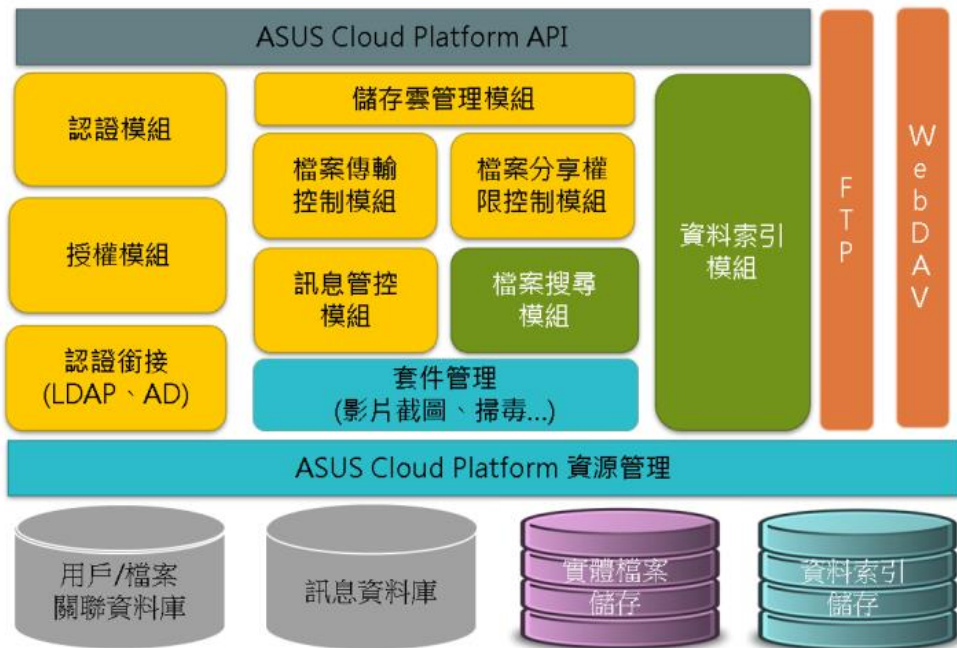 ASUS Cloud Platform API
認證模組
授權模組
認證銜接
(LDAP、AD)
儲存雲管理模組
檔案傳輸
控制模組
檔案分享權
限控制模組
訊息管控
模組
檔案搜尋
模組
套件管理
(影片截圖、掃毒...)
資料索引
模組
FTP
WebDAV
ASUS Cloud Platform 資源管理
用戶/檔案
關聯資料庫
訊息資料庫
實體檔案
儲存
資料索引
儲存